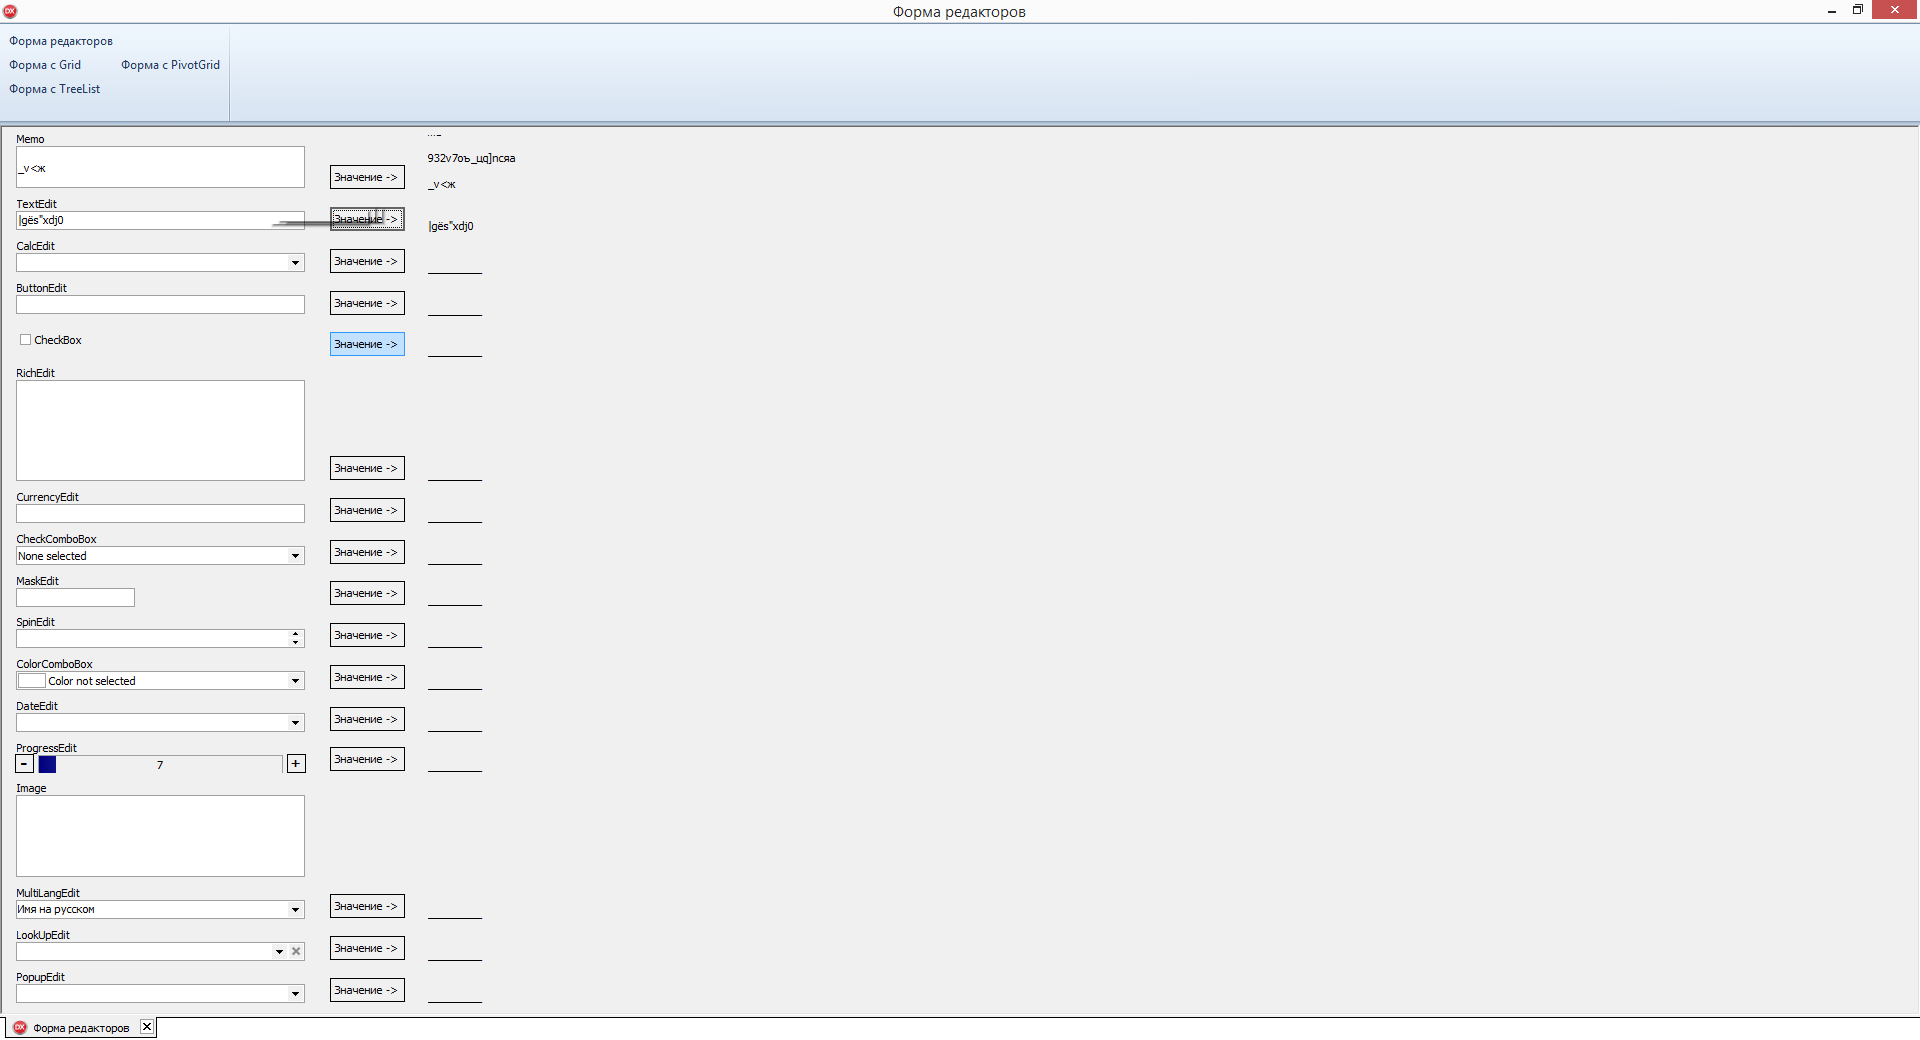 Форма редакторов
Форма редакторов
Форма с Grid
Форма с PivotGrid
Форма с TreeList
Memo
_v<ж
Значение ->
932v7оъ_цq]nсяа
_v<ж
TextEdit
|gёs"xdj0
Значение ->
|gёs"xdj0
CalcEdit
Значение ->
ButtonEdit
Значение ->
CheckBox
Значение ->
RichEdit
Значение ->
CurrencyEdit
Значение ->
CheckComboBox
None selected
Значение ->
MaskEdit
Значение ->
SpinEdit
Значение ->
ColorComboBox
Color not selected
Значение ->
DateEdit
Значение ->
ProgressEdit
-
7
+
Значение ->
Image
MultiLangEdit
Имя на русском
Значение ->
LookUpEdit
Значение ->
PopupEdit
Значение ->
Форма редакторов